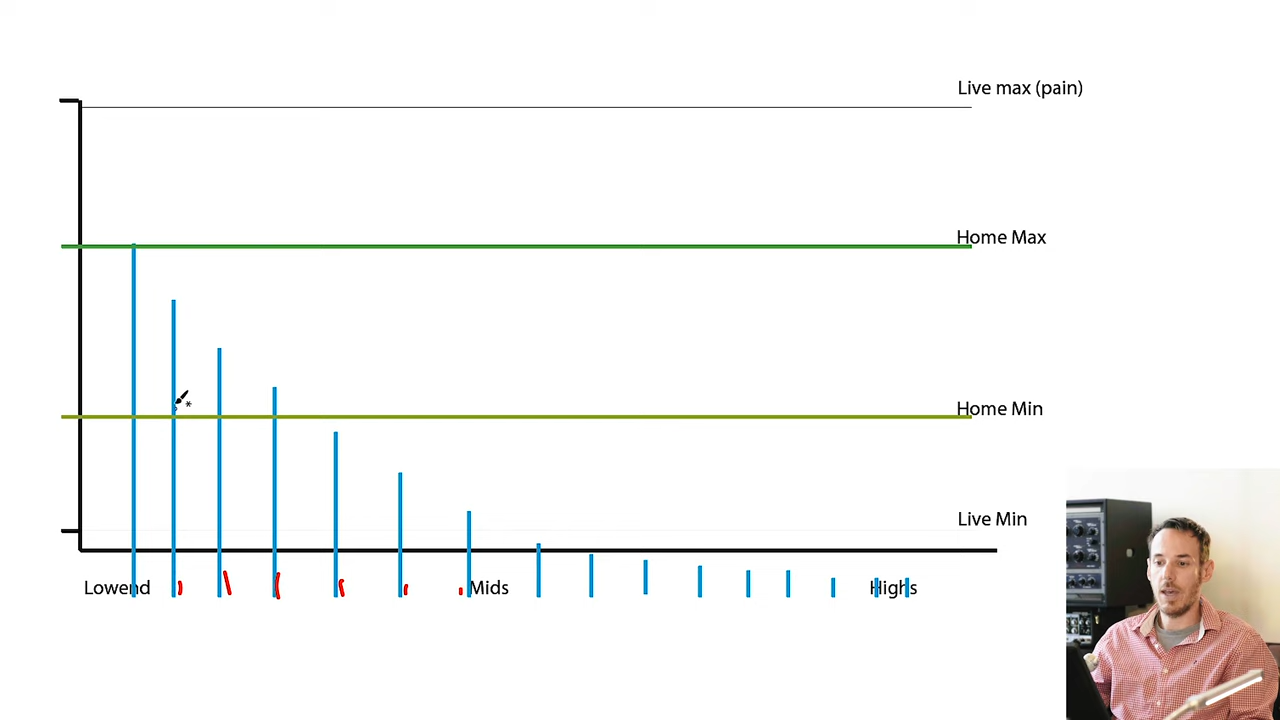 Live max (pain)
Home Max
Home Min
Live Min
Lowend
Mids
Highs